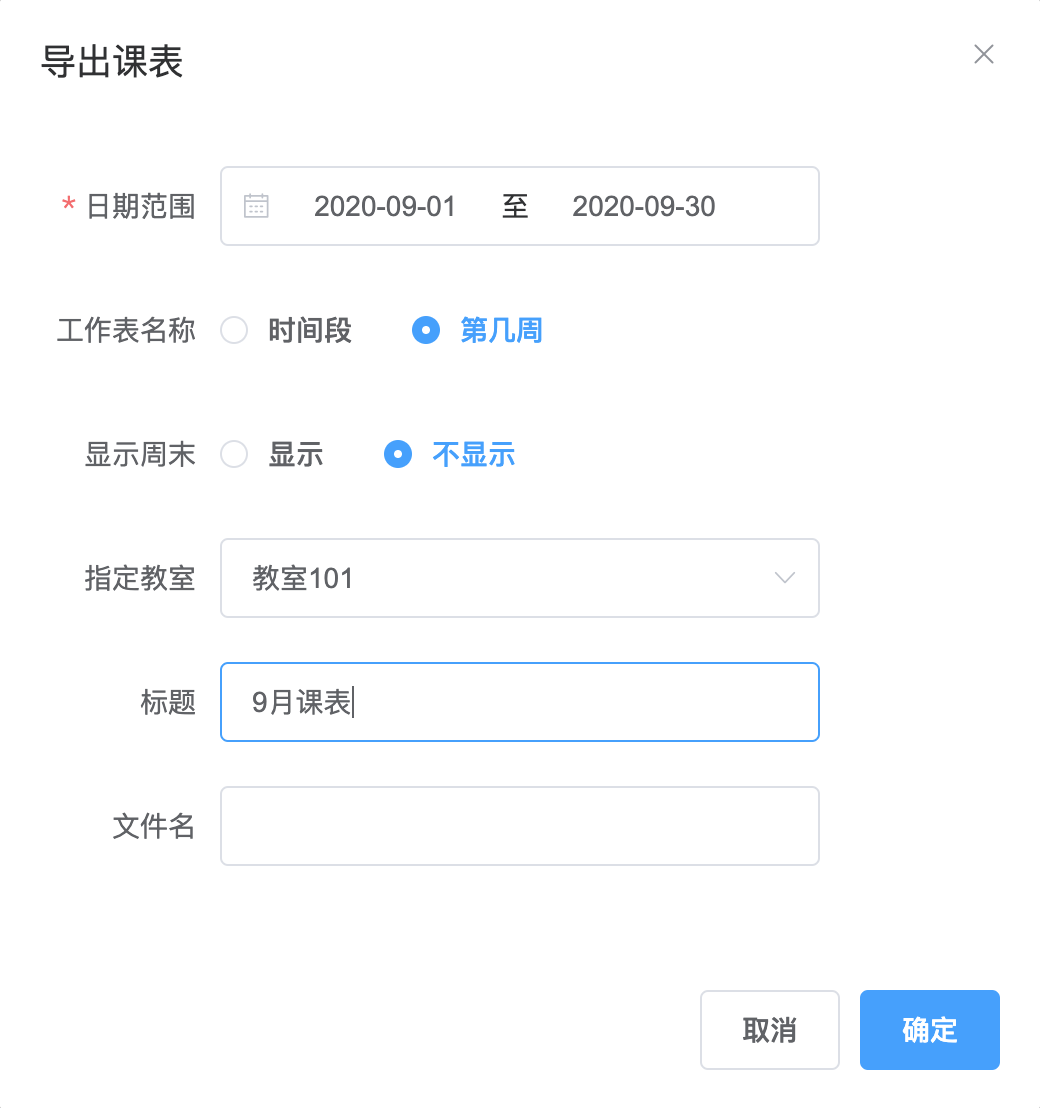 导出课表
* 日期范围 2020-09-01 至 2020-09-30
工作表名称 时间段 第几周
显示周末 显示 不显示
指定教室 教室101
标题 9月课表
文件名
取消 确定